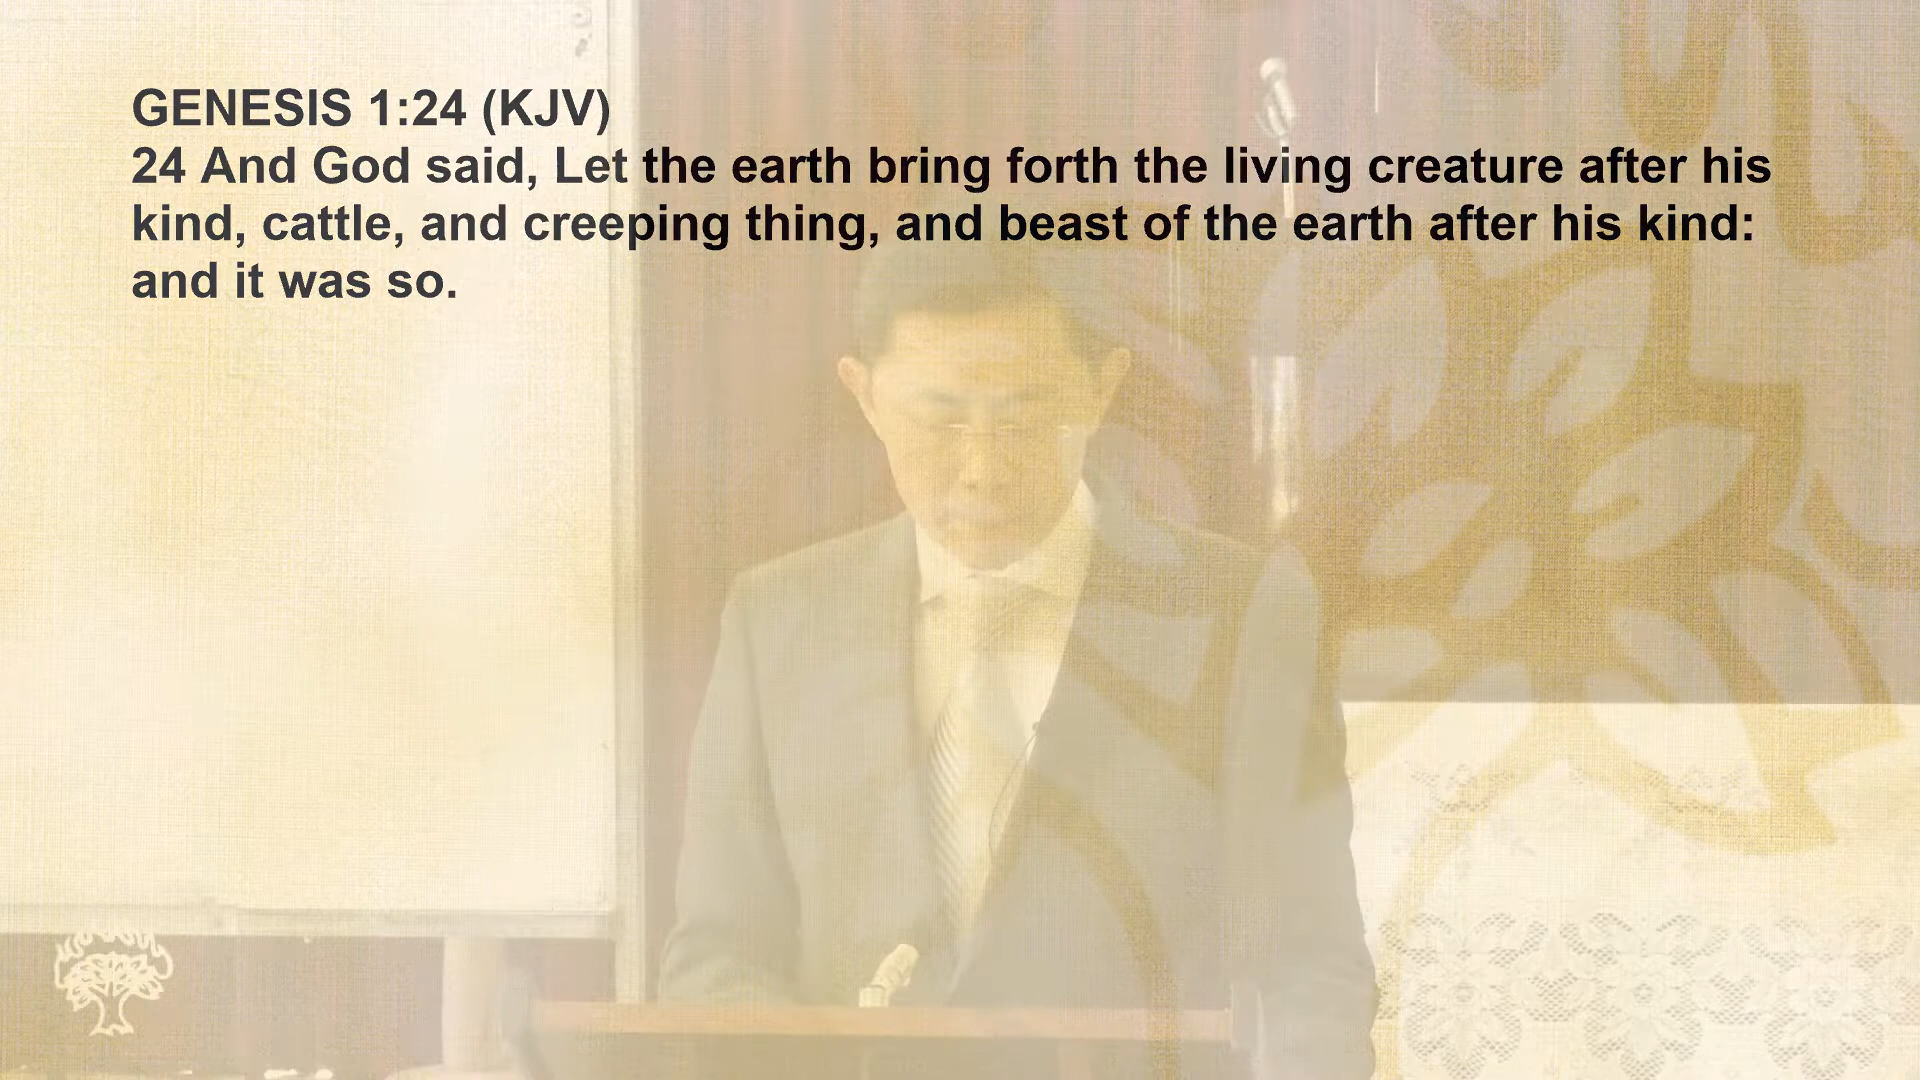 GENESIS 1:24 (KJV)
24 And God said, Let the earth bring forth the living creature after his
kind, cattle, and creeping thing, and beast of the earth after his kind:
and it was so.